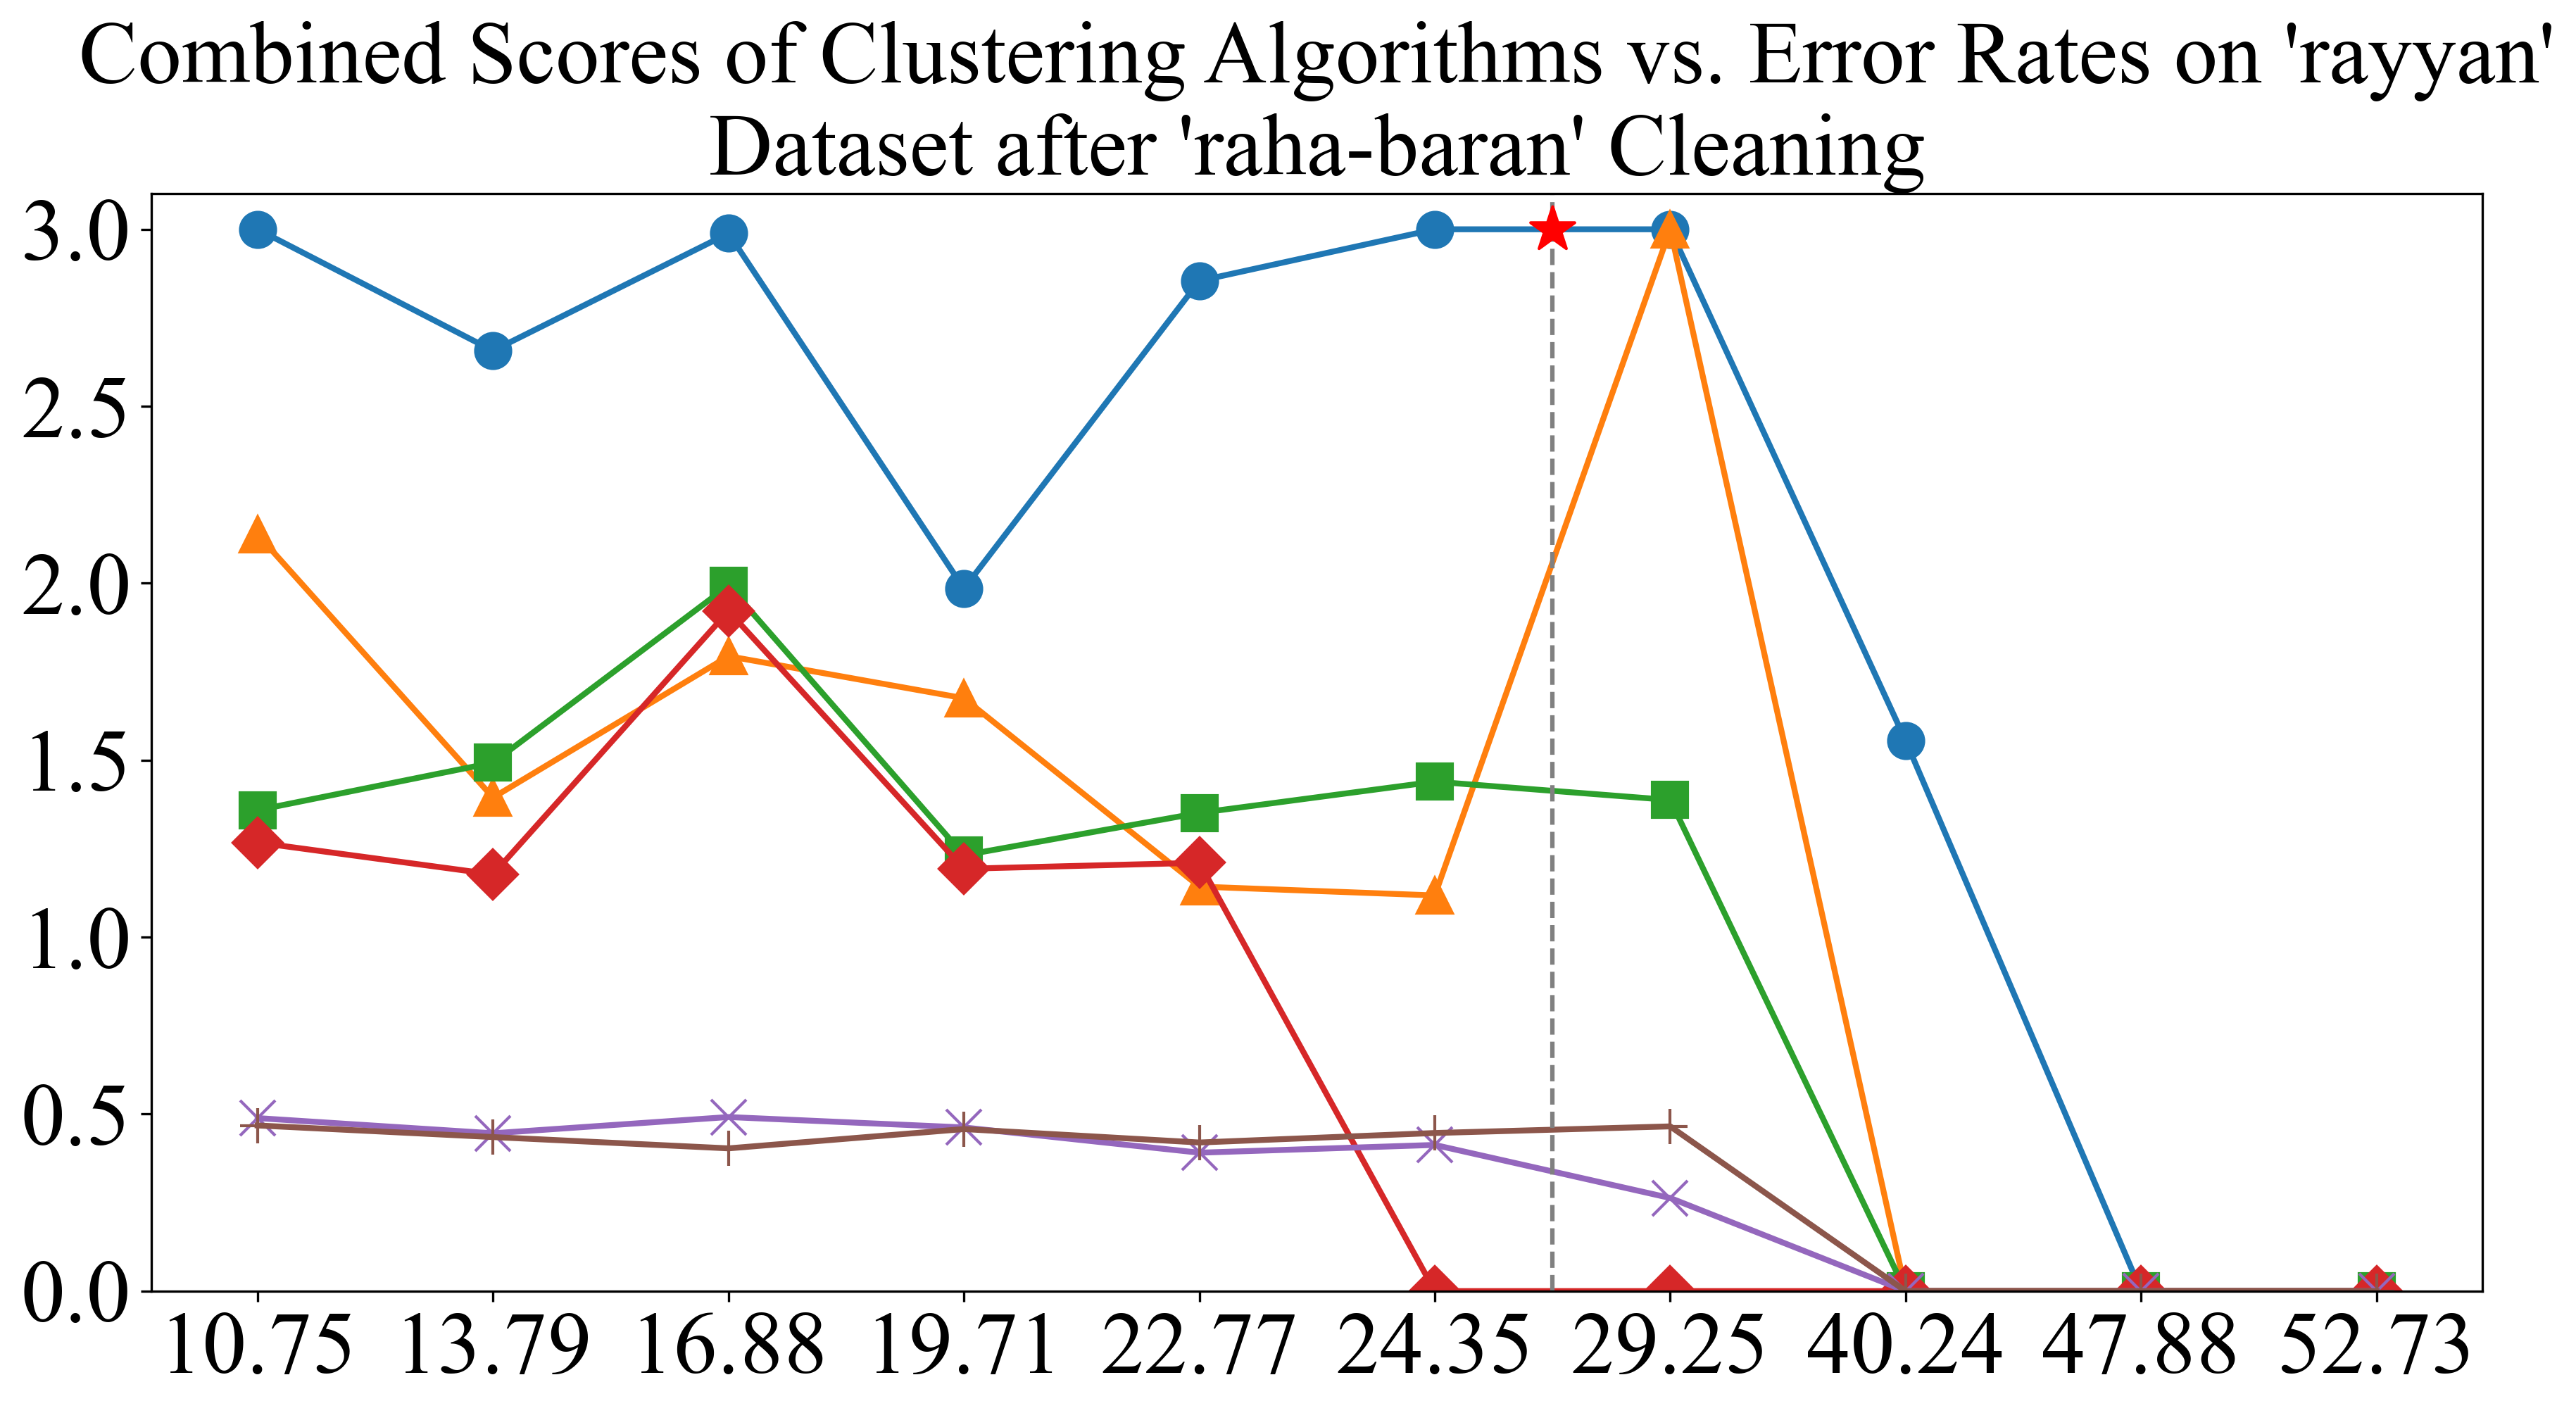 Combined Scores of Clustering Algorithms vs. Error Rates on 'rayyan'
Dataset after 'raha-baran' Cleaning
3.0
2.5
2.0
1.5
1.0
0.5
0.0
10.75 13.79 16.88 19.71 22.77 24.35 29.25 40.24 47.88 52.73